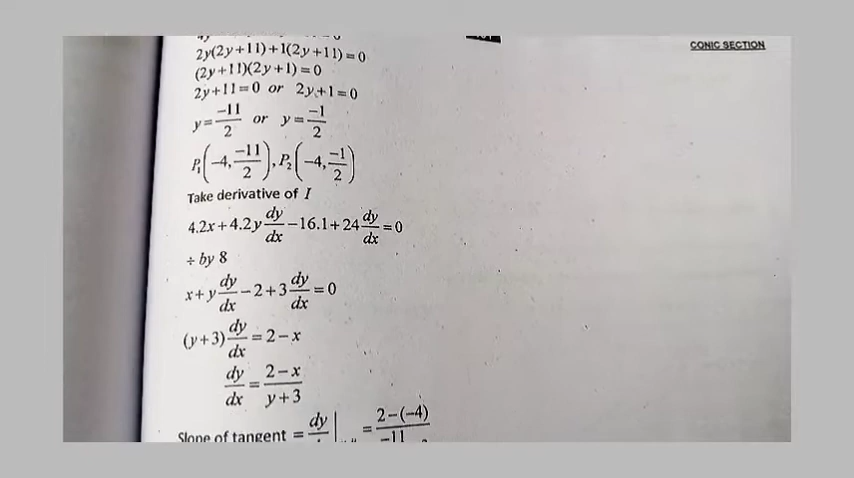 CONIC SECTION
2y(2y+11)+1(2y+11)=0
(2y+11)(2y+1)=0
2y+11=0 or 2y+1=0
y=-11/2 or y=-1/2
P₁(-4, -11/2), P₂(-4, -1/2)
Take derivative of I
4.2x+4.2y dy/dx -16.1+24 dy/dx =0
÷ by 8
x+y dy/dx -2+3 dy/dx =0
(y+3) dy/dx =2-x
dy/dx = 2-x/y+3
Slope of tangent = dy/ | = 2-(-4)/-11